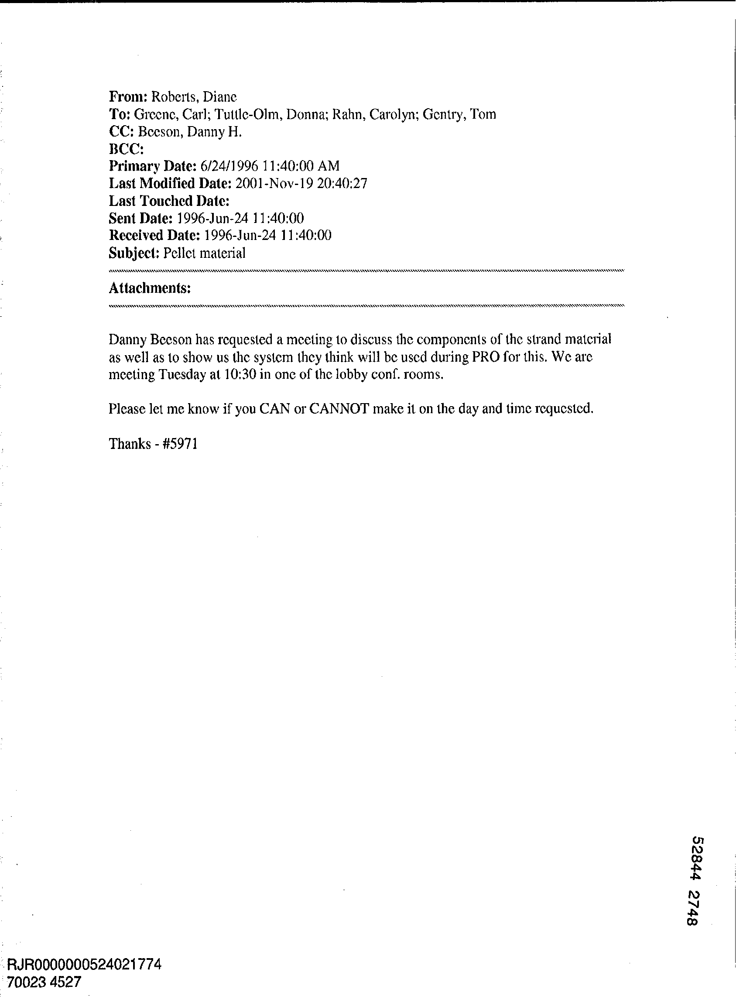 From: Roberts, Diane
To: Greene, Carl; Tuttle-Olm, Donna; Rahn, Carolyn; Gentry, Tom
CC: Beeson, Danny H.
BCC:
Primary Date: 6/24/1996 11:40:00 AM
Last Modified Date: 2001-Nov-19 20:40:27
Last Touched Date:
Sent Date: 1996-Jun-24 11:40:00
Received Date: 1996-Jun-24 11:40:00
Subject: Pellet material
Attachments:
Danny Beeson has requested a meeting to discuss the components of the strand material
as well as to show us the system they think will be used during PRO for this. We are
meeting Tuesday at 10:30 in one of the lobby conf. rooms.
Please let me know if you CAN or CANNOT make it on the day and time requested.
Thanks - #5971
52844 2748
RJR0000000524021774
70023 4527